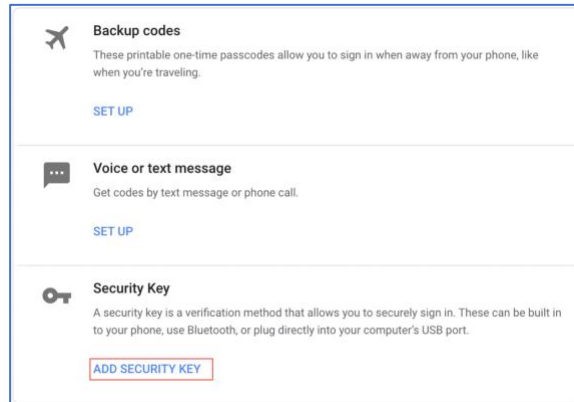 Backup codes
These printable one-time passcodes allow you to sign in when away from your phone, like
when you're traveling.
SET UP
Voice or text message
Get codes by text message or phone call.
SET UP
Security Key
A security key is a verification method that allows you to securely sign in. These can be built in
to your phone, use Bluetooth, or plug directly into your computer's USB port.
ADD SECURITY KEY